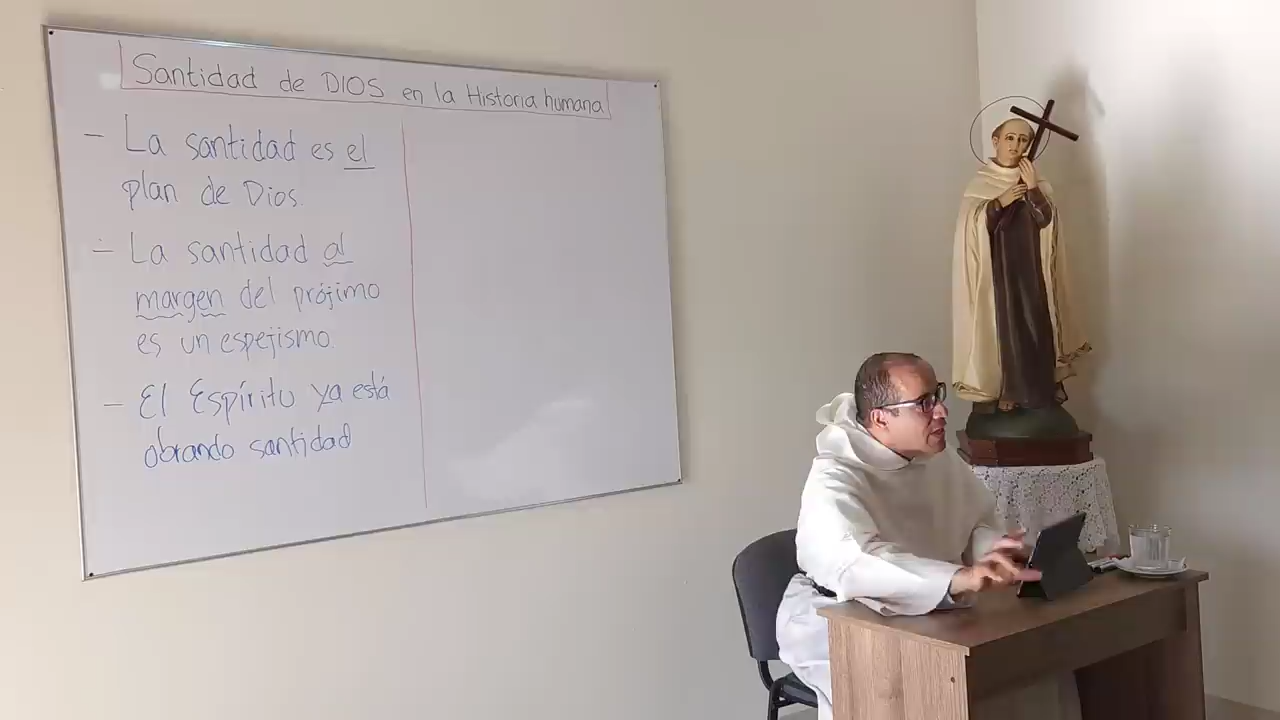 Santidad de DIOS en la Historia humana
- La santidad es el
plan de Dios.
- La santidad al
margen del prójimo
es un espejismo.
- El Espíritu ya está
obrando santidad